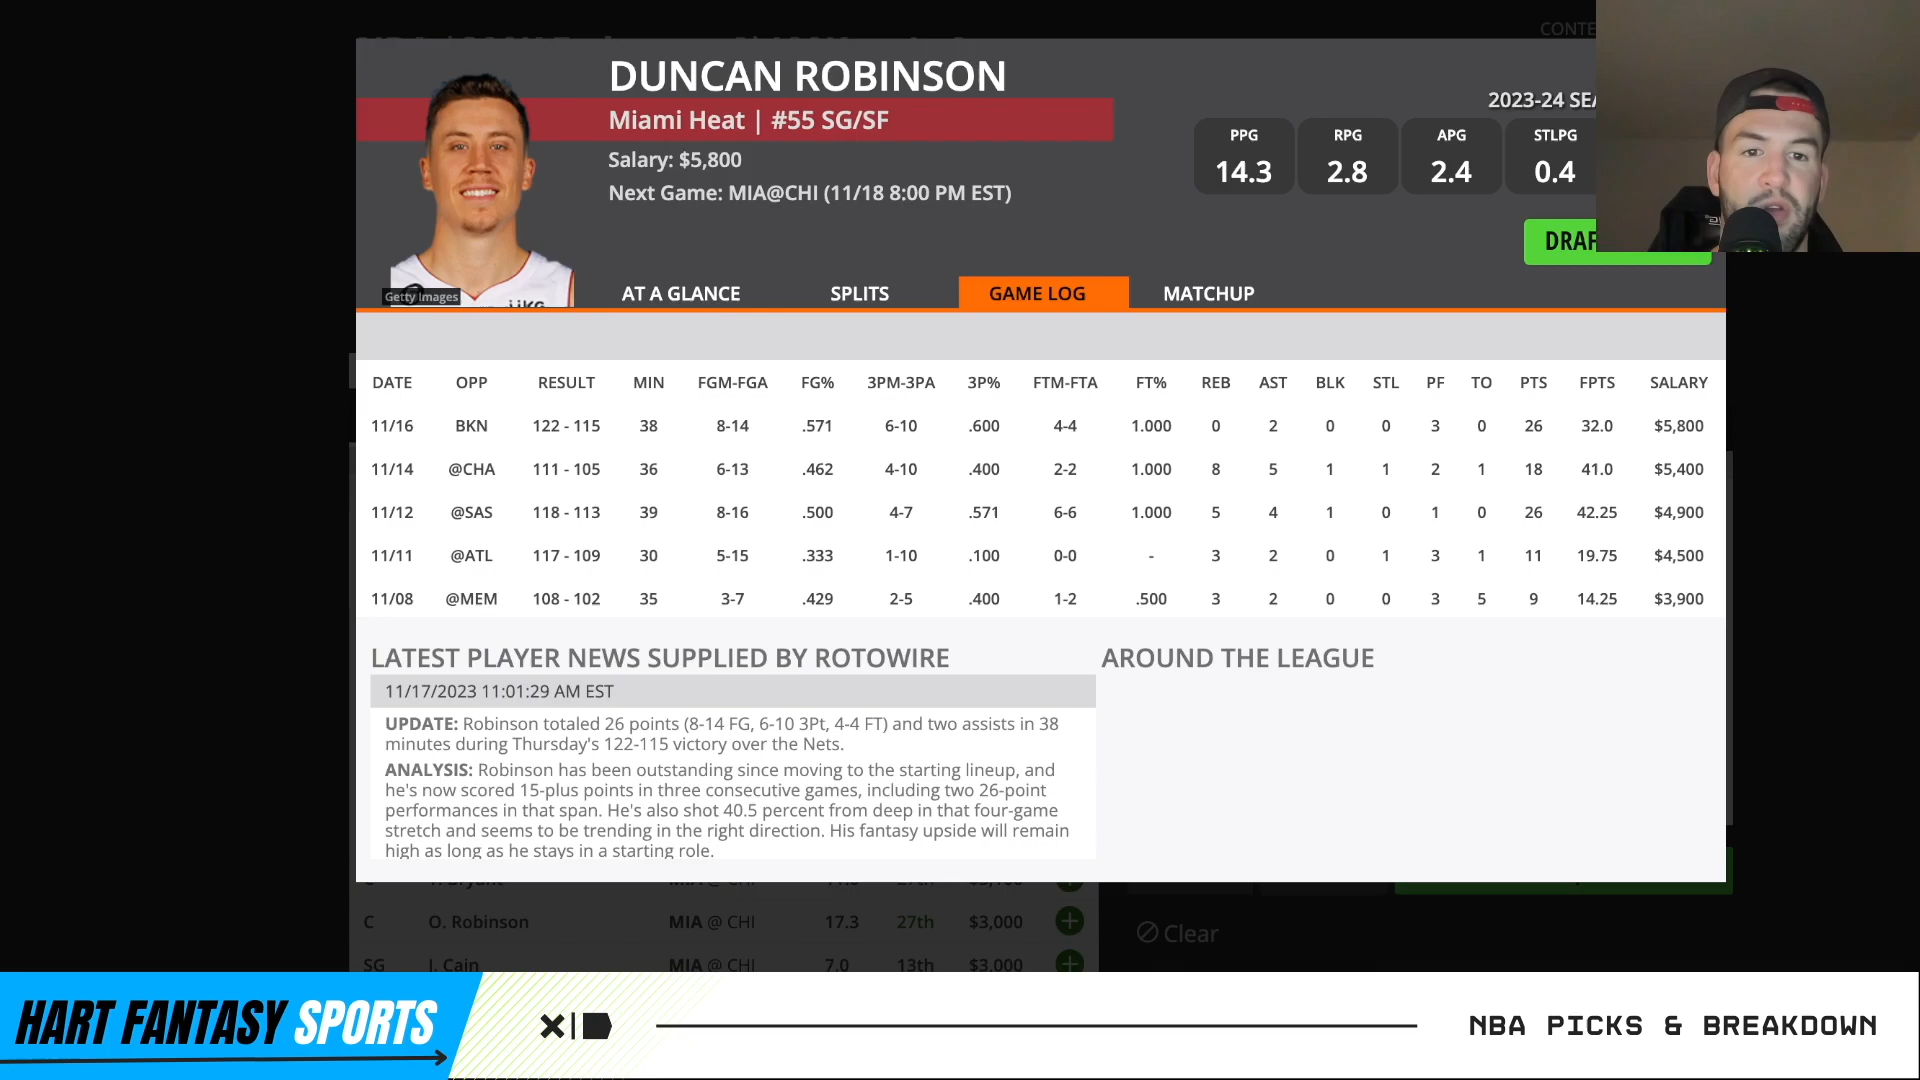 CONTE
DUNCAN ROBINSON
Miami Heat | #55 SG/SF
Salary: $5,800
Next Game: MIA@CHI (11/18 8:00 PM EST)
2023-24 SEA
PPG RPG APG STLPG
14.3 2.8 2.4 0.4
DRAF
Getty Images
AT A GLANCE SPLITS GAME LOG MATCHUP
DATE OPP RESULT MIN FGM-FGA FG% 3PM-3PA 3P% FTM-FTA FT% REB AST BLK STL PF TO PTS FPTS SALARY
11/16 BKN 122 - 115 38 8-14 .571 6-10 .600 4-4 1.000 0 2 0 0 3 0 26 32.0 $5,800
11/14 @CHA 111 - 105 36 6-13 .462 4-10 .400 2-2 1.000 8 5 1 1 2 1 18 41.0 $5,400
11/12 @SAS 118 - 113 39 8-16 .500 4-7 .571 6-6 1.000 5 4 1 0 1 0 26 42.25 $4,900
11/11 @ATL 117 - 109 30 5-15 .333 1-10 .100 0-0 - 3 2 0 1 3 1 11 19.75 $4,500
11/08 @MEM 108 - 102 35 3-7 .429 2-5 .400 1-2 .500 3 2 0 0 3 5 9 14.25 $3,900
LATEST PLAYER NEWS SUPPLIED BY ROTOWIRE
AROUND THE LEAGUE
11/17/2023 11:01:29 AM EST
UPDATE: Robinson totaled 26 points (8-14 FG, 6-10 3Pt, 4-4 FT) and two assists in 38
minutes during Thursday's 122-115 victory over the Nets.
ANALYSIS: Robinson has been outstanding since moving to the starting lineup, and
he's now scored 15-plus points in three consecutive games, including two 26-point
performances in that span. He's also shot 40.5 percent from deep in that four-game
stretch and seems to be trending in the right direction. His fantasy upside will remain
high as long as he stays in a starting role.
C O. Robinson MIA @ CHI 17.3 27th $3,000
Clear
SG J. Cain MIA @ CHI 7.0 13th $3,000
HART FANTASY SPORTS
NBA PICKS & BREAKDOWN